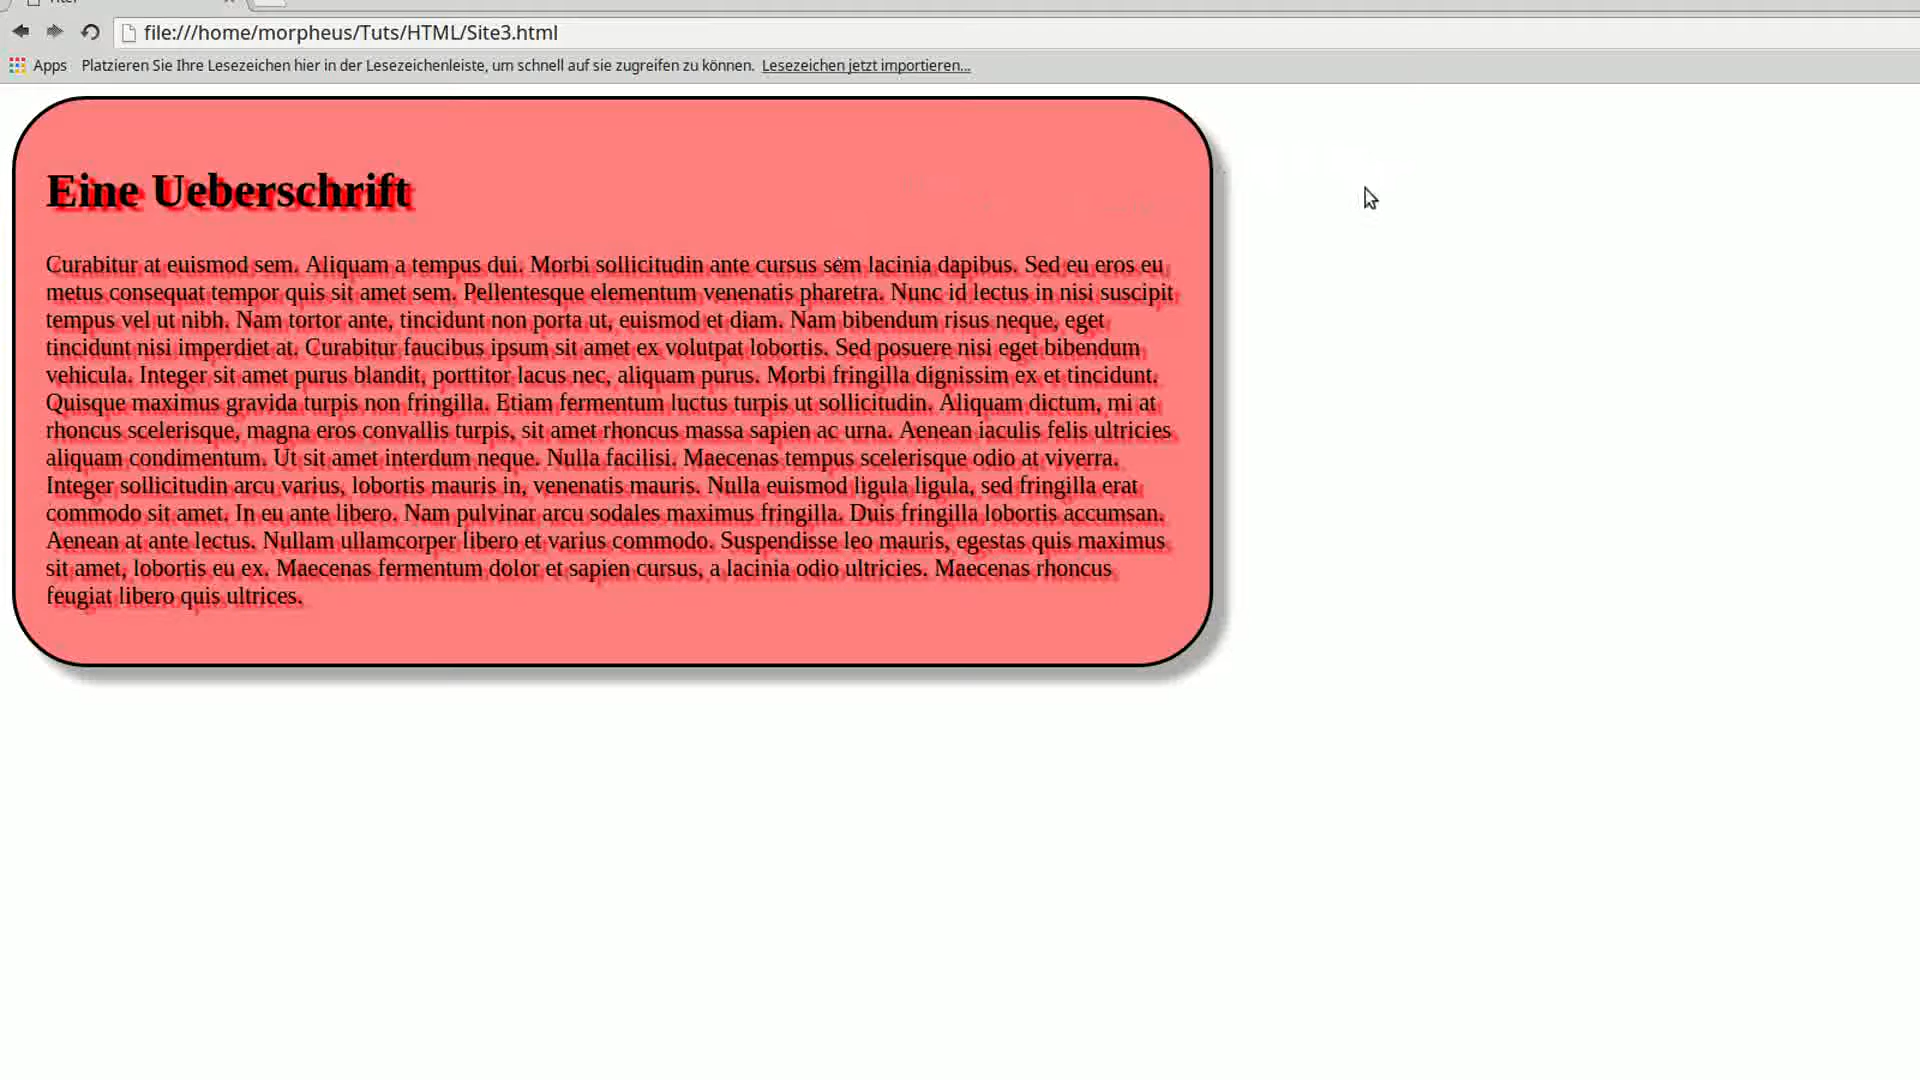 Titel
file:///home/morpheus/Tuts/HTML/Site3.html
Apps Platzieren Sie Ihre Lesezeichen hier in der Lesezeichenleiste, um schnell auf sie zugreifen zu können. Lesezeichen jetzt importieren...
Eine Ueberschrift
Curabitur at euismod sem. Aliquam a tempus dui. Morbi sollicitudin ante cursus sem lacinia dapibus. Sed eu eros eu
metus consequat tempor quis sit amet sem. Pellentesque elementum venenatis pharetra. Nunc id lectus in nisi suscipit
tempus vel ut nibh. Nam tortor ante, tincidunt non porta ut, euismod et diam. Nam bibendum risus neque, eget
tincidunt nisi imperdiet at. Curabitur faucibus ipsum sit amet ex volutpat lobortis. Sed posuere nisi eget bibendum
vehicula. Integer sit amet purus blandit, porttitor lacus nec, aliquam purus. Morbi fringilla dignissim ex et tincidunt.
Quisque maximus gravida turpis non fringilla. Etiam fermentum luctus turpis ut sollicitudin. Aliquam dictum, mi at
rhoncus scelerisque, magna eros convallis turpis, sit amet rhoncus massa sapien ac urna. Aenean iaculis felis ultricies
aliquam condimentum. Ut sit amet interdum neque. Nulla facilisi. Maecenas tempus scelerisque odio at viverra.
Integer sollicitudin arcu varius, lobortis mauris in, venenatis mauris. Nulla euismod ligula ligula, sed fringilla erat
commodo sit amet. In eu ante libero. Nam pulvinar arcu sodales maximus fringilla. Duis fringilla lobortis accumsan.
Aenean at ante lectus. Nullam ullamcorper libero et varius commodo. Suspendisse leo mauris, egestas quis maximus
sit amet, lobortis eu ex. Maecenas fermentum dolor et sapien cursus, a lacinia odio ultricies. Maecenas rhoncus
feugiat libero quis ultrices.